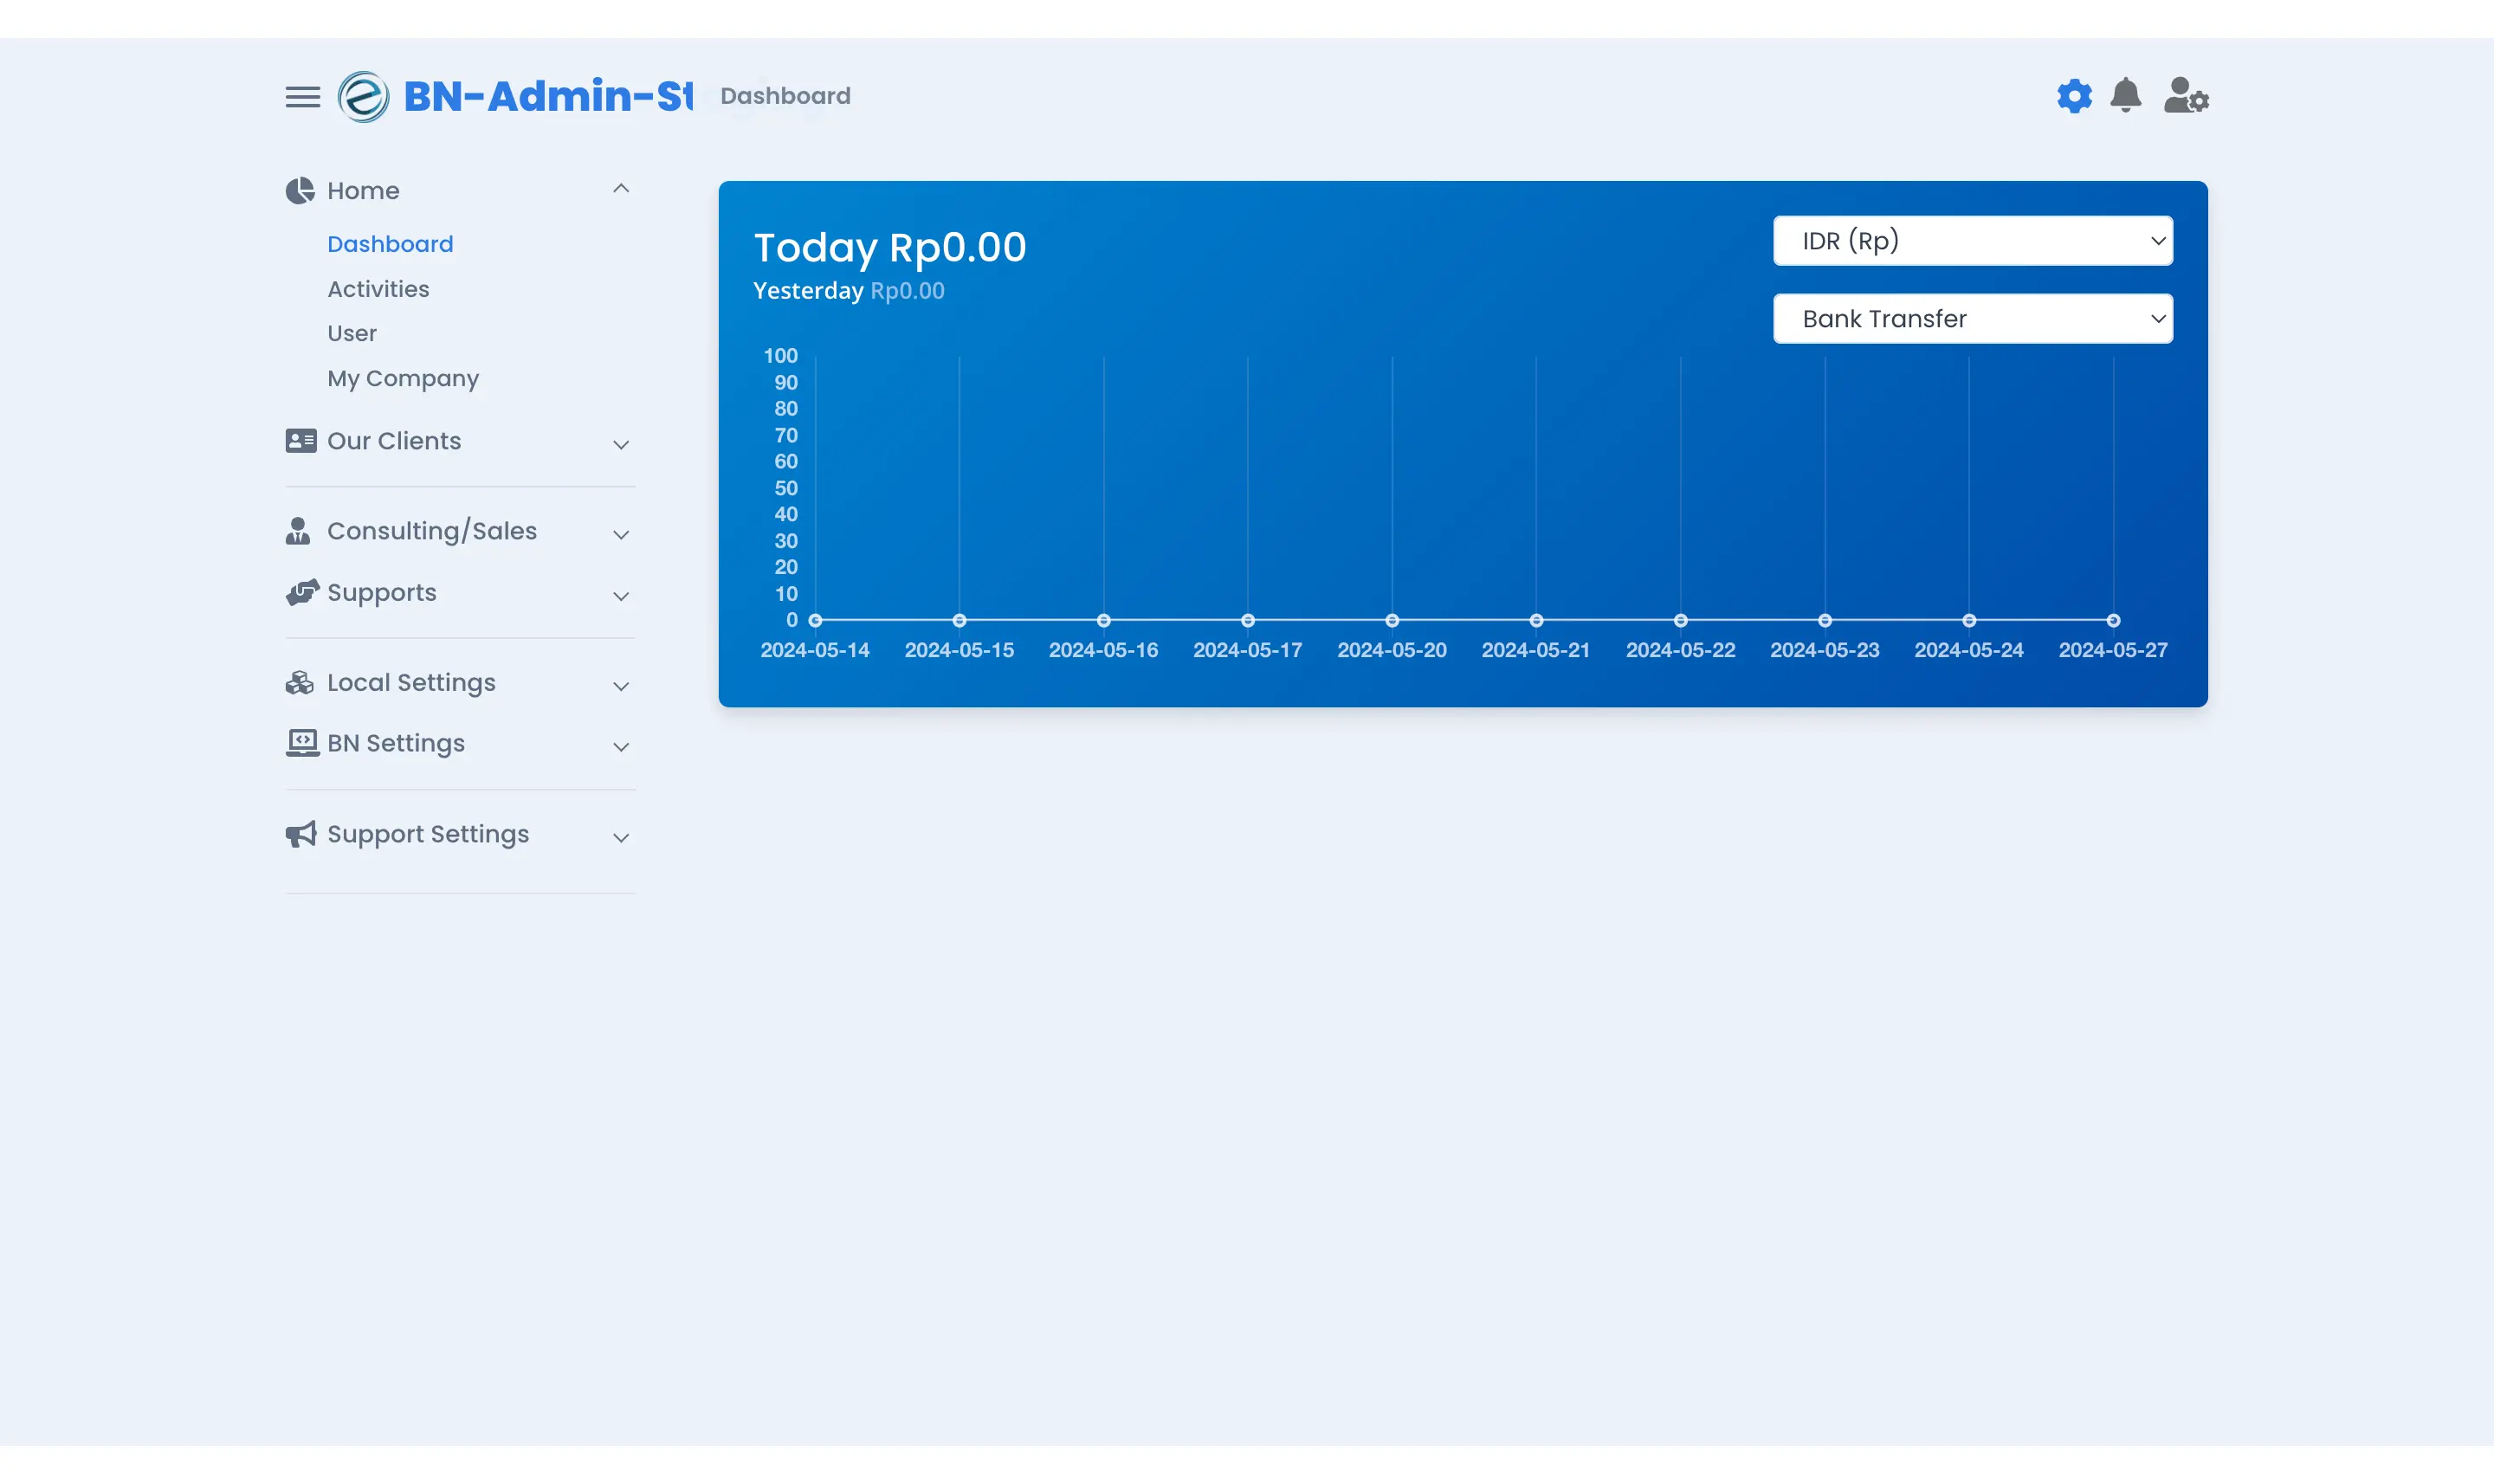 BN-Admin-St
Dashboard
Home
Dashboard
Activities
User
My Company
Our Clients
Consulting/Sales
Supports
Local Settings
BN Settings
Support Settings
Today Rp0.00
Yesterday Rp0.00
IDR (Rp)
Bank Transfer
100
90
80
70
60
50
40
30
20
10
0
2024-05-14 2024-05-15 2024-05-16 2024-05-17 2024-05-20 2024-05-21 2024-05-22 2024-05-23 2024-05-24 2024-05-27